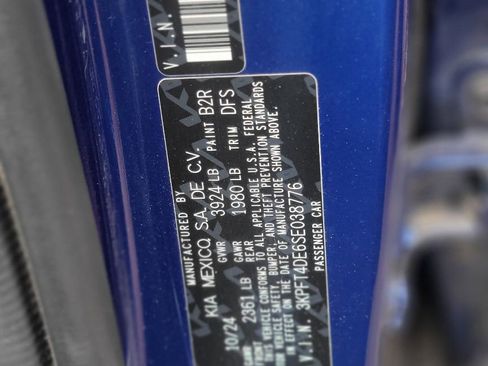 V.I.N.
MANUFACTURED BY
KIA MEXICO, S.A. DE C.V.
10/24 GVWR 3924 LB PAINT B2R
GAWR 2361 LB GAWR REAR 1980 LB TRIM DFS
THIS VEHICLE CONFORMS TO ALL APPLICABLE U.S.A. FEDERAL
MOTOR VEHICLE SAFETY, BUMPER, AND THEFT PREVENTION STANDARDS
IN EFFECT ON THE DATE OF MANUFACTURE SHOWN ABOVE.
V.I.N. 3KPFT4DE6SE038776
PASSENGER CAR